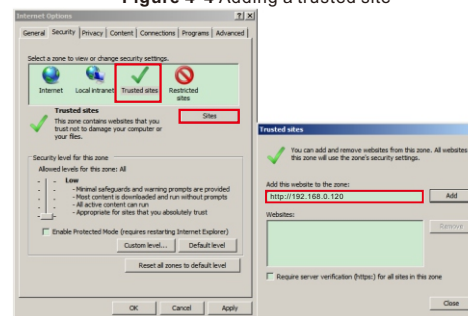 Figure 4-4 Adding a trusted site
Internet Options
General Security Privacy Content Connections Programs Advanced
Select a zone to view or change security settings.
Internet Local intranet Trusted sites Restricted sites
Trusted sites
Sites
This zone contains websites that you
trust not to damage your computer or
your files.
Security level for this zone
Allowed levels for this zone: All
Low
- Minimal safeguards and warning prompts are provided
- Most content is downloaded and run without prompts
- All active content can run
- Appropriate for sites that you absolutely trust
Enable Protected Mode (requires restarting Internet Explorer)
Custom level... Default level
Reset all zones to default level
OK Cancel Apply
Trusted sites
You can add and remove websites from this zone. All websites
this zone will use the zone's security settings.
Add this website to the zone:
http://192.168.0.120 Add
Websites:
Remove
Require server verification (https:) for all sites in this zone
Close